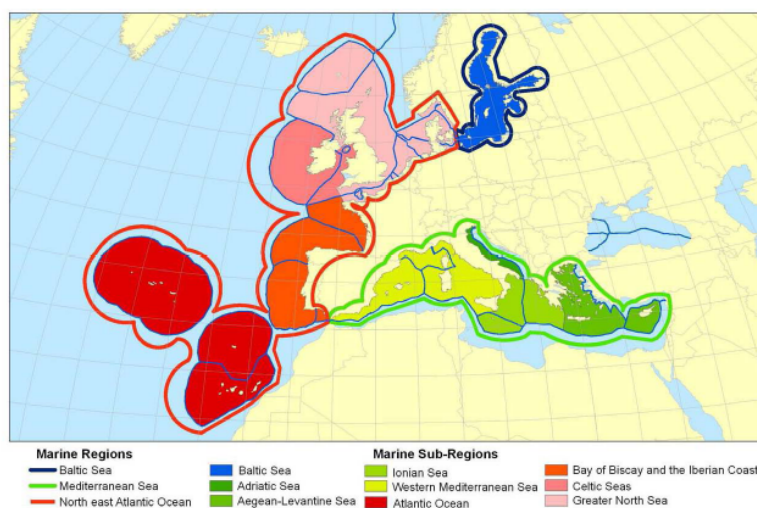 Marine Regions
Baltic Sea
Mediterranean Sea
North east Atlantic Ocean
Baltic Sea
Adriatic Sea
Aegean-Levantine Sea
Marine Sub-Regions
Ionian Sea
Western Mediterranean Sea
Atlantic Ocean
Bay of Biscay and the Iberian Coast
Celtic Seas
Greater North Sea